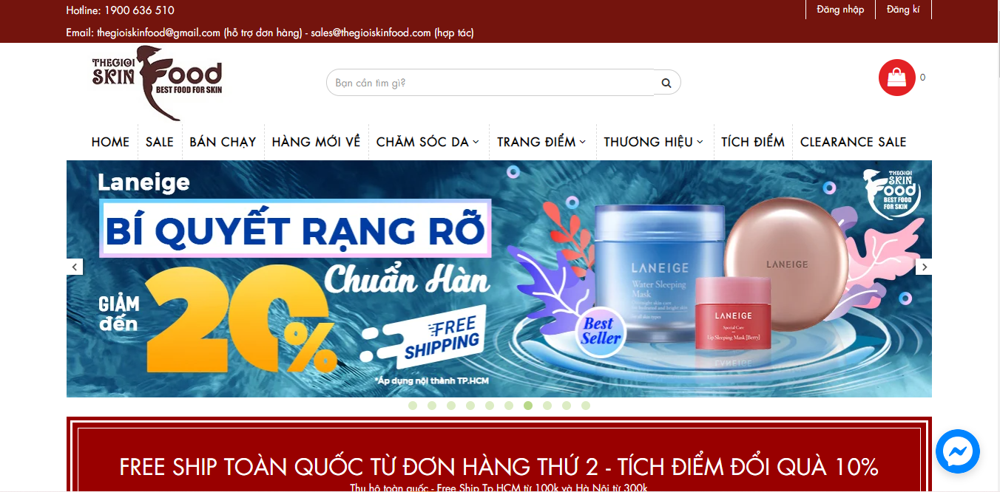 Hotline: 1900 636 510
Đăng nhập
Đăng kí
Email: thegioiskinfood@gmail.com (hỗ trợ đơn hàng) - sales@thegioiskinfood.com (hợp tác)
THEGIOI
SKIN Food
BEST FOOD FOR SKIN
Bạn cần tìm gì?
0
HOME SALE BÁN CHẠY HÀNG MỚI VỀ CHĂM SÓC DA TRANG ĐIỂM THƯƠNG HIỆU TÍCH ĐIỂM CLEARANCE SALE
Laneige
BÍ QUYẾT RẠNG RỠ
Chuẩn Hàn
GIẢM
đến
20%
FREE
SHIPPING
*Áp dụng nội thành TP.HCM
THEGIOI
SKIN
Food
BEST FOOD
FOR SKIN
LANEIGE
Water Sleeping
Mask
LANEIGE
LANEIGE
Special Care
Lip Sleeping Mask [Berry]
Best
Seller
FREE SHIP TOÀN QUỐC TỪ ĐƠN HÀNG THỨ 2 - TÍCH ĐIỂM ĐỔI QUÀ 10%
Thu hộ toàn quốc - Free Ship Tp.HCM từ 100k và Hà Nội từ 300k